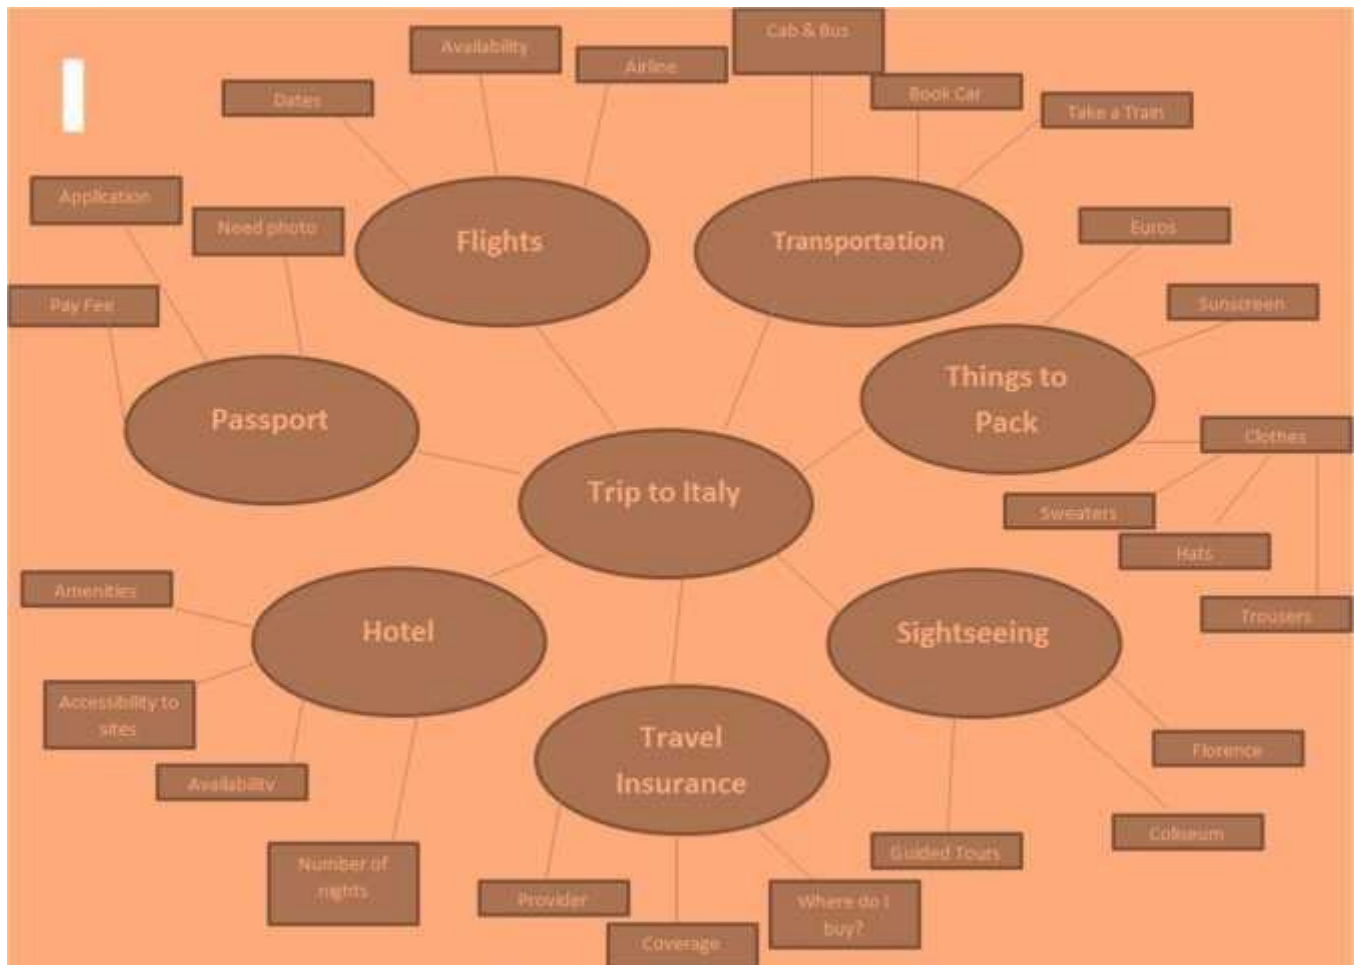 Cab & Bus
Availability
Airline
Book Car
Dates
Take a Train
Application
Need photo
Euros
Flights
Transportation
Pay Fee
Sunscreen
Things to
Pack
Passport
Clothes
Trip to Italy
Sweaters
Hats
Amenities
Trousers
Hotel
Sightseeing
Accessibility to
sites
Travel
Insurance
Florence
Availability
Coliseum
Guided Tours
Number of
nights
Provider
Where do I
buy?
Coverage